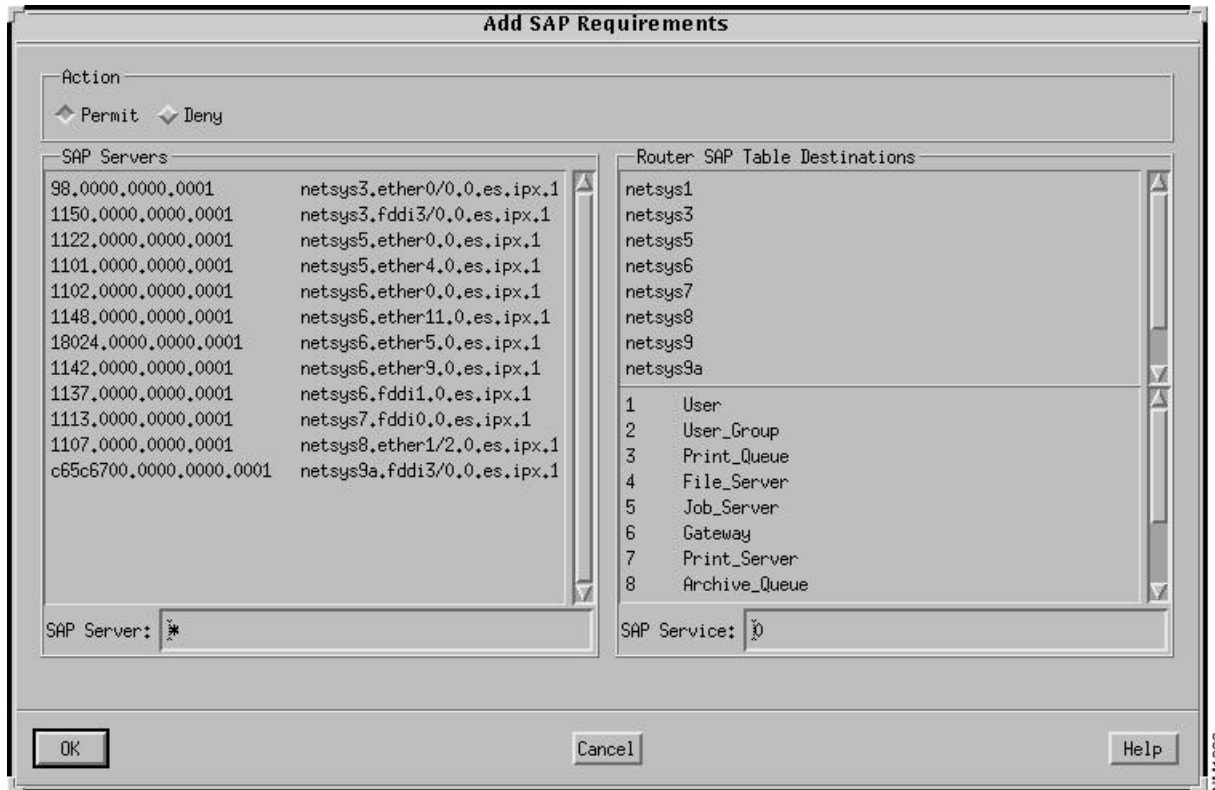 Add SAP Requirements
Action
Permit Deny
SAP Servers
98.0000.0000.0001 netsys3.ether0/0.0.es.ipx.1
1150.0000.0000.0001 netsys3.fddi3/0.0.es.ipx.1
1122.0000.0000.0001 netsys5.ether0.0.es.ipx.1
1101.0000.0000.0001 netsys5.ether4.0.es.ipx.1
1102.0000.0000.0001 netsys6.ether0.0.es.ipx.1
1148.0000.0000.0001 netsys6.ether11.0.es.ipx.1
18024.0000.0000.0001 netsys6.ether5.0.es.ipx.1
1142.0000.0000.0001 netsys6.ether9.0.es.ipx.1
1137.0000.0000.0001 netsys6.fddi1.0.es.ipx.1
1113.0000.0000.0001 netsys7.fddi0.0.es.ipx.1
1107.0000.0000.0001 netsys8.ether1/2.0.es.ipx.1
c65c6700.0000.0000.0001 netsys9a.fddi3/0.0.es.ipx.1
SAP Server: *
Router SAP Table Destinations
netsys1
netsys3
netsys5
netsys6
netsys7
netsys8
netsys9
netsys9a
1 User
2 User_Group
3 Print_Queue
4 File_Server
5 Job_Server
6 Gateway
7 Print_Server
8 Archive_Queue
SAP Service: 0
OK Cancel Help